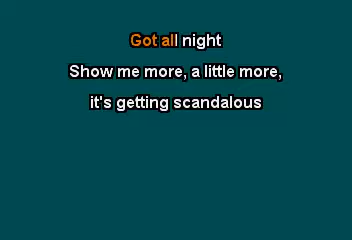 Got all night
Show me more, a little more,
it's getting scandalous